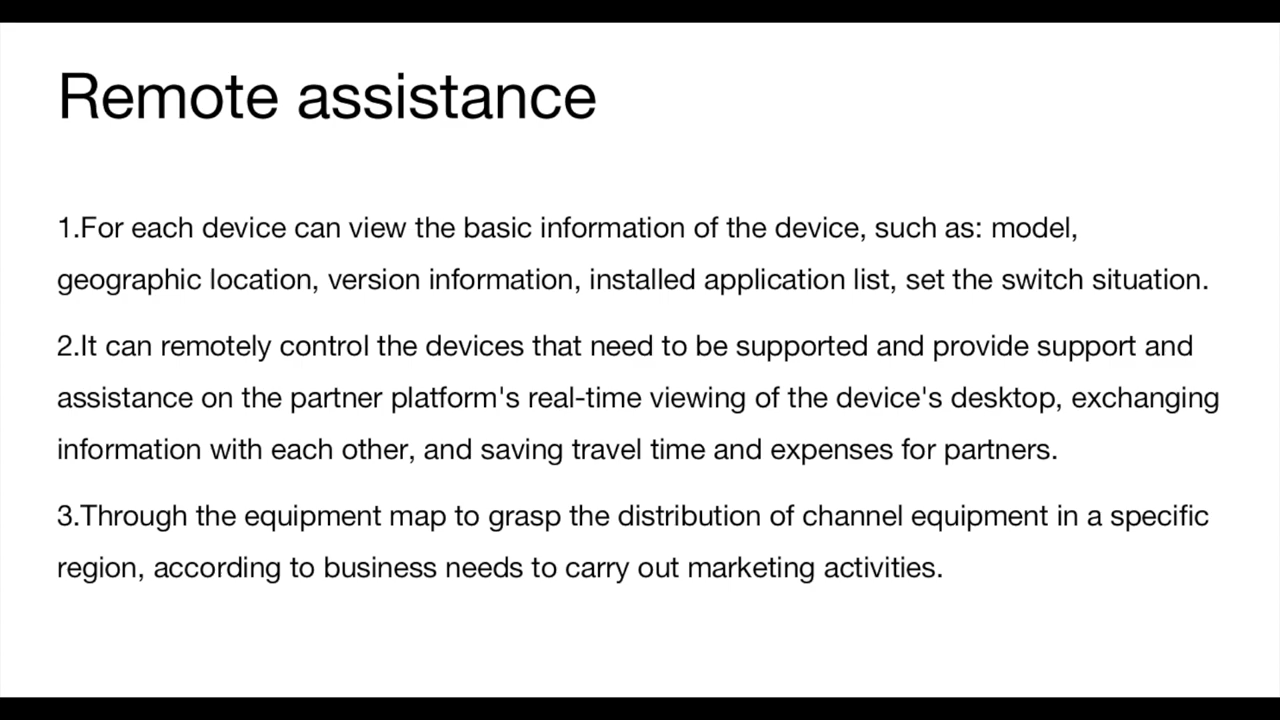 Remote assistance
1.For each device can view the basic information of the device, such as: model,
geographic location, version information, installed application list, set the switch situation.
2.It can remotely control the devices that need to be supported and provide support and
assistance on the partner platform's real-time viewing of the device's desktop, exchanging
information with each other, and saving travel time and expenses for partners.
3.Through the equipment map to grasp the distribution of channel equipment in a specific
region, according to business needs to carry out marketing activities.